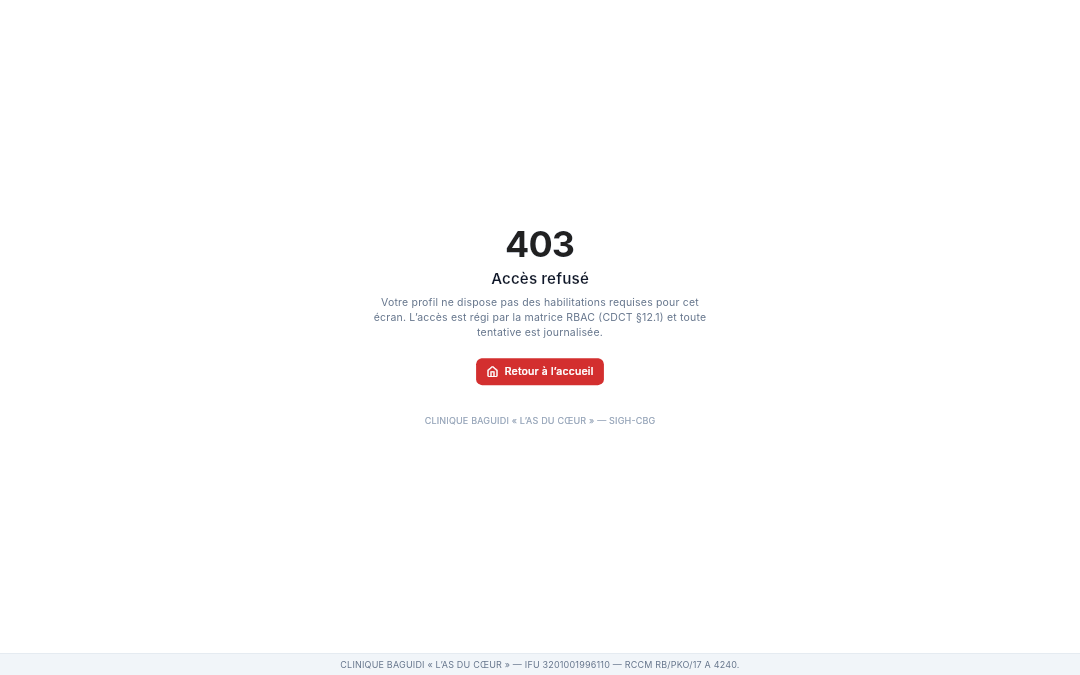 403
Accès refusé
Votre profil ne dispose pas des habilitations requises pour cet
écran. L’accès est régi par la matrice RBAC (CDCT §12.1) et toute
tentative est journalisée.
Retour à l’accueil
CLINIQUE BAGUIDI « L’AS DU CŒUR » — SIGH-CBG
CLINIQUE BAGUIDI « L’AS DU CŒUR » — IFU 3201001996110 — RCCM RB/PKO/17 A 4240.